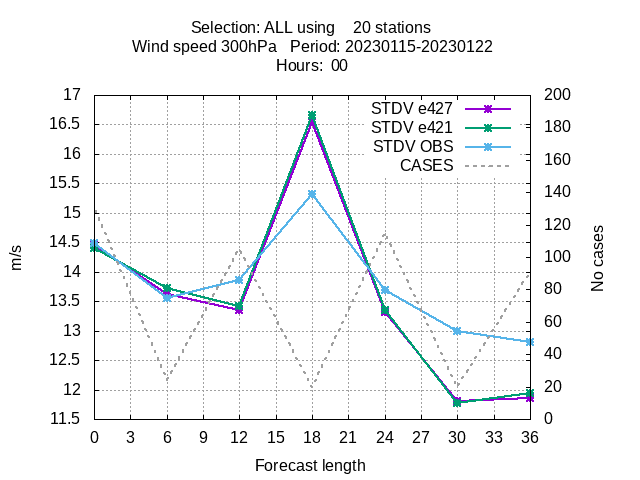 Selection: ALL using    20 stations
Wind speed 300hPa   Period: 20230115-20230122
Hours:  00
STDV e427
STDV e421
STDV OBS
CASES
17
16.5
16
15.5
15
14.5
14
13.5
13
12.5
12
11.5
m/s
200
180
160
140
120
100
80
60
40
20
0
No cases
0 3 6 9 12 15 18 21 24 27 30 33 36
Forecast length